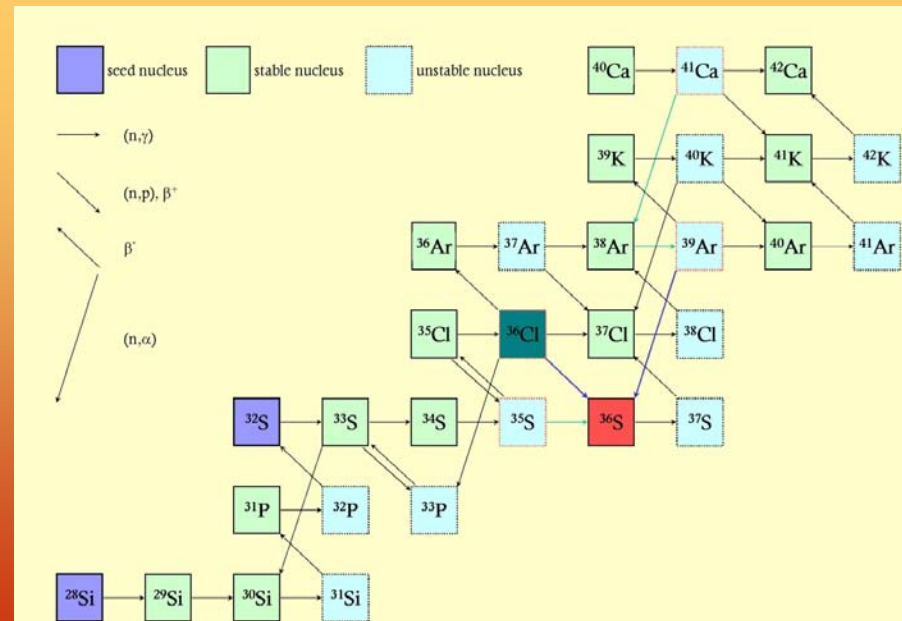 seed nucleus stable nucleus unstable nucleus
(n,γ)
(n,p), β⁺
β⁻
(n,α)
⁴⁰Ca ⁴¹Ca ⁴²Ca
³⁹K ⁴⁰K ⁴¹K ⁴²K
³⁶Ar ³⁷Ar ³⁸Ar ³⁹Ar ⁴⁰Ar ⁴¹Ar
³⁵Cl ³⁶Cl ³⁷Cl ³⁸Cl
³²S ³³S ³⁴S ³⁵S ³⁶S ³⁷S
³¹P ³²P ³³P
²⁸Si ²⁹Si ³⁰Si ³¹Si